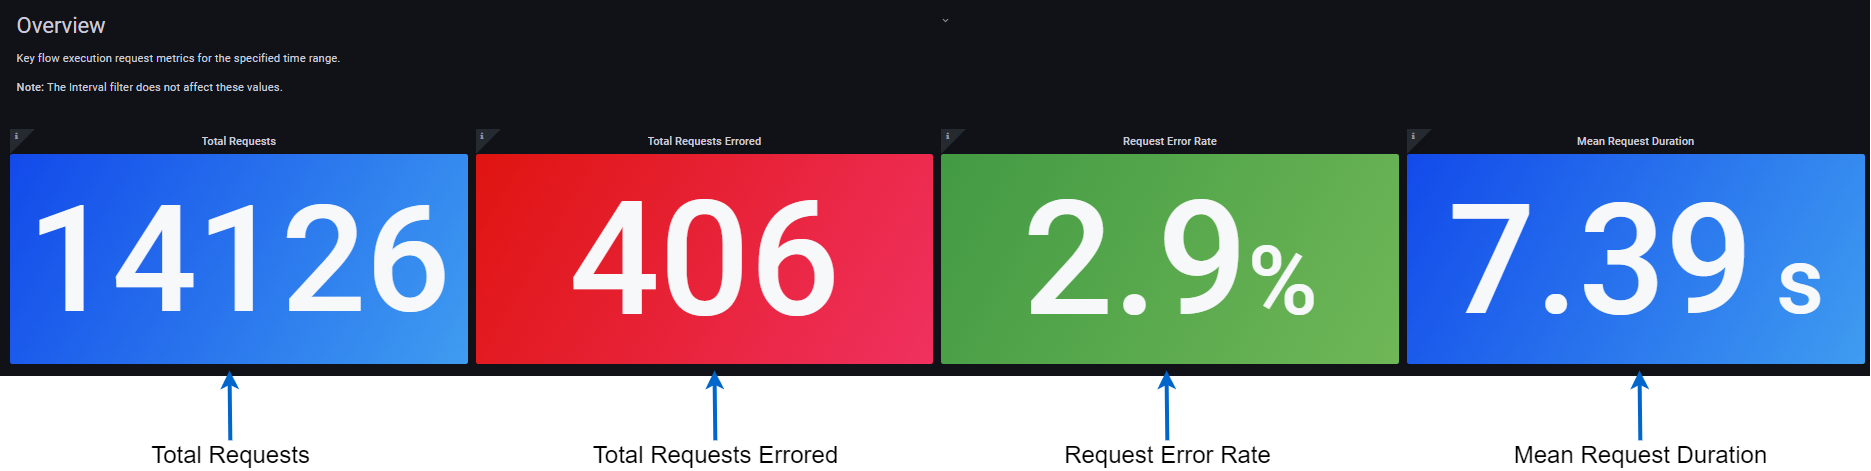 Overview
Key flow execution request metrics for the specified time range.
Note: The Interval filter does not affect these values.
i
Total Requests
i
Total Requests Errored
i
Request Error Rate
i
Mean Request Duration
14126
406
2.9%
7.39 s
Total Requests
Total Requests Errored
Request Error Rate
Mean Request Duration